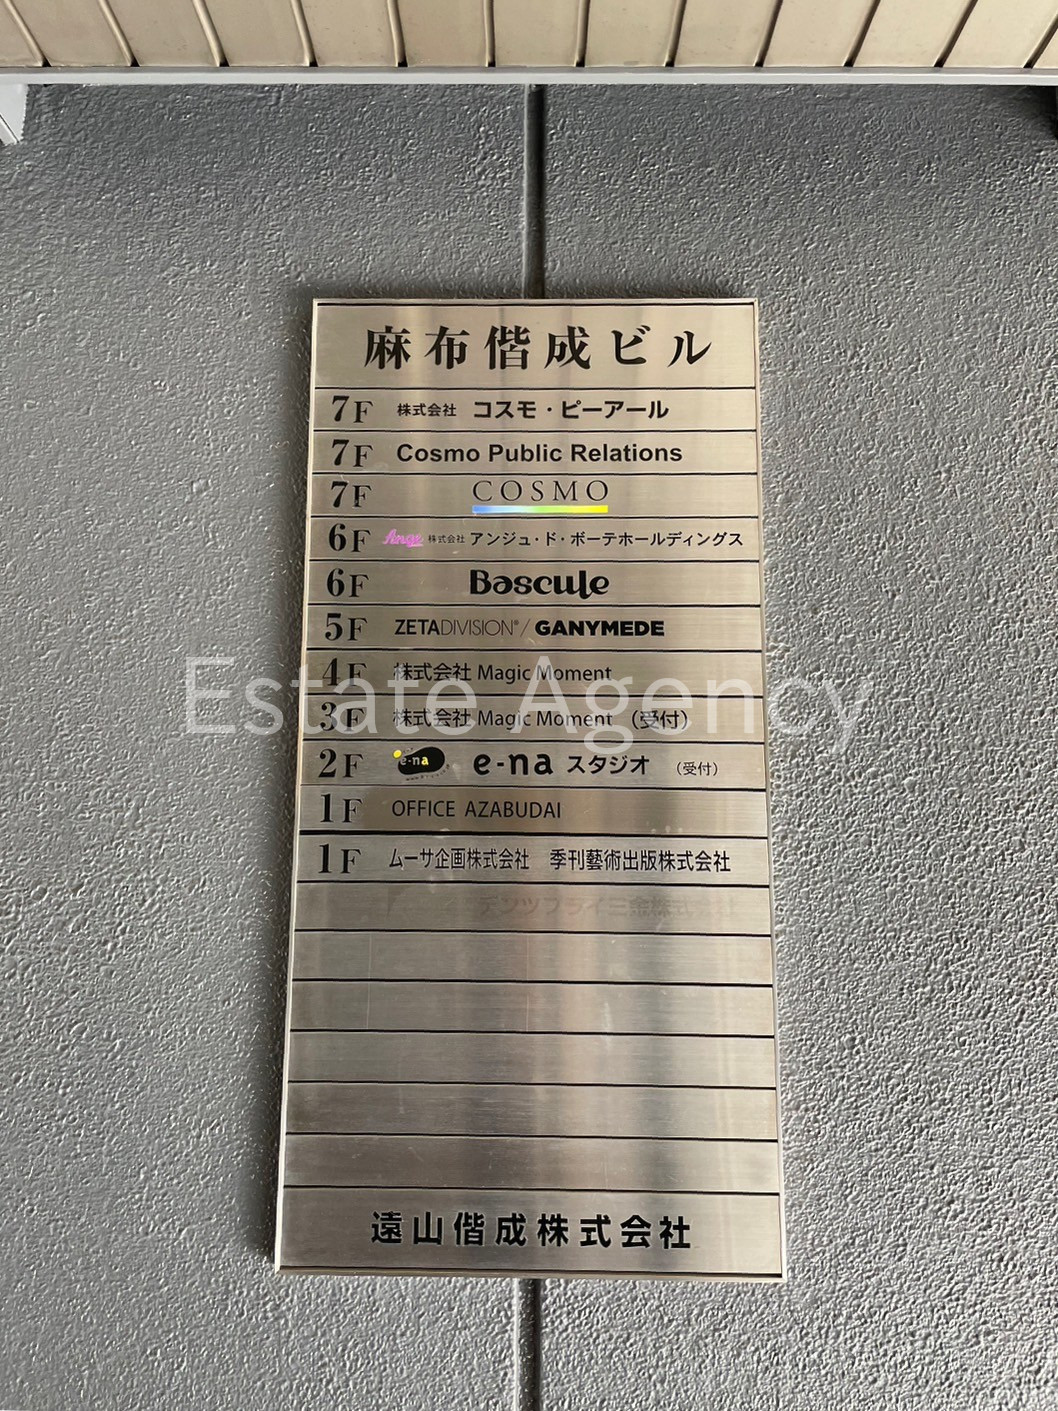 麻布偕成ビル
7F 株式会社 コスモ・ピーアール
7F Cosmo Public Relations
7F COSMO
6F Ange 株式会社 アンジュ・ド・ボーテホールディングス
6F Bascule
5F ZETADIVISION®/GANYMEDE
4F 株式会社 Magic Moment
Estate Agency
3F 株式会社 Magic Moment （受付）
2F e-na e-na スタジオ （受付）
1F OFFICE AZABUDAI
1F ムーサ企画株式会社 季刊藝術出版株式会社
遠山偕成株式会社